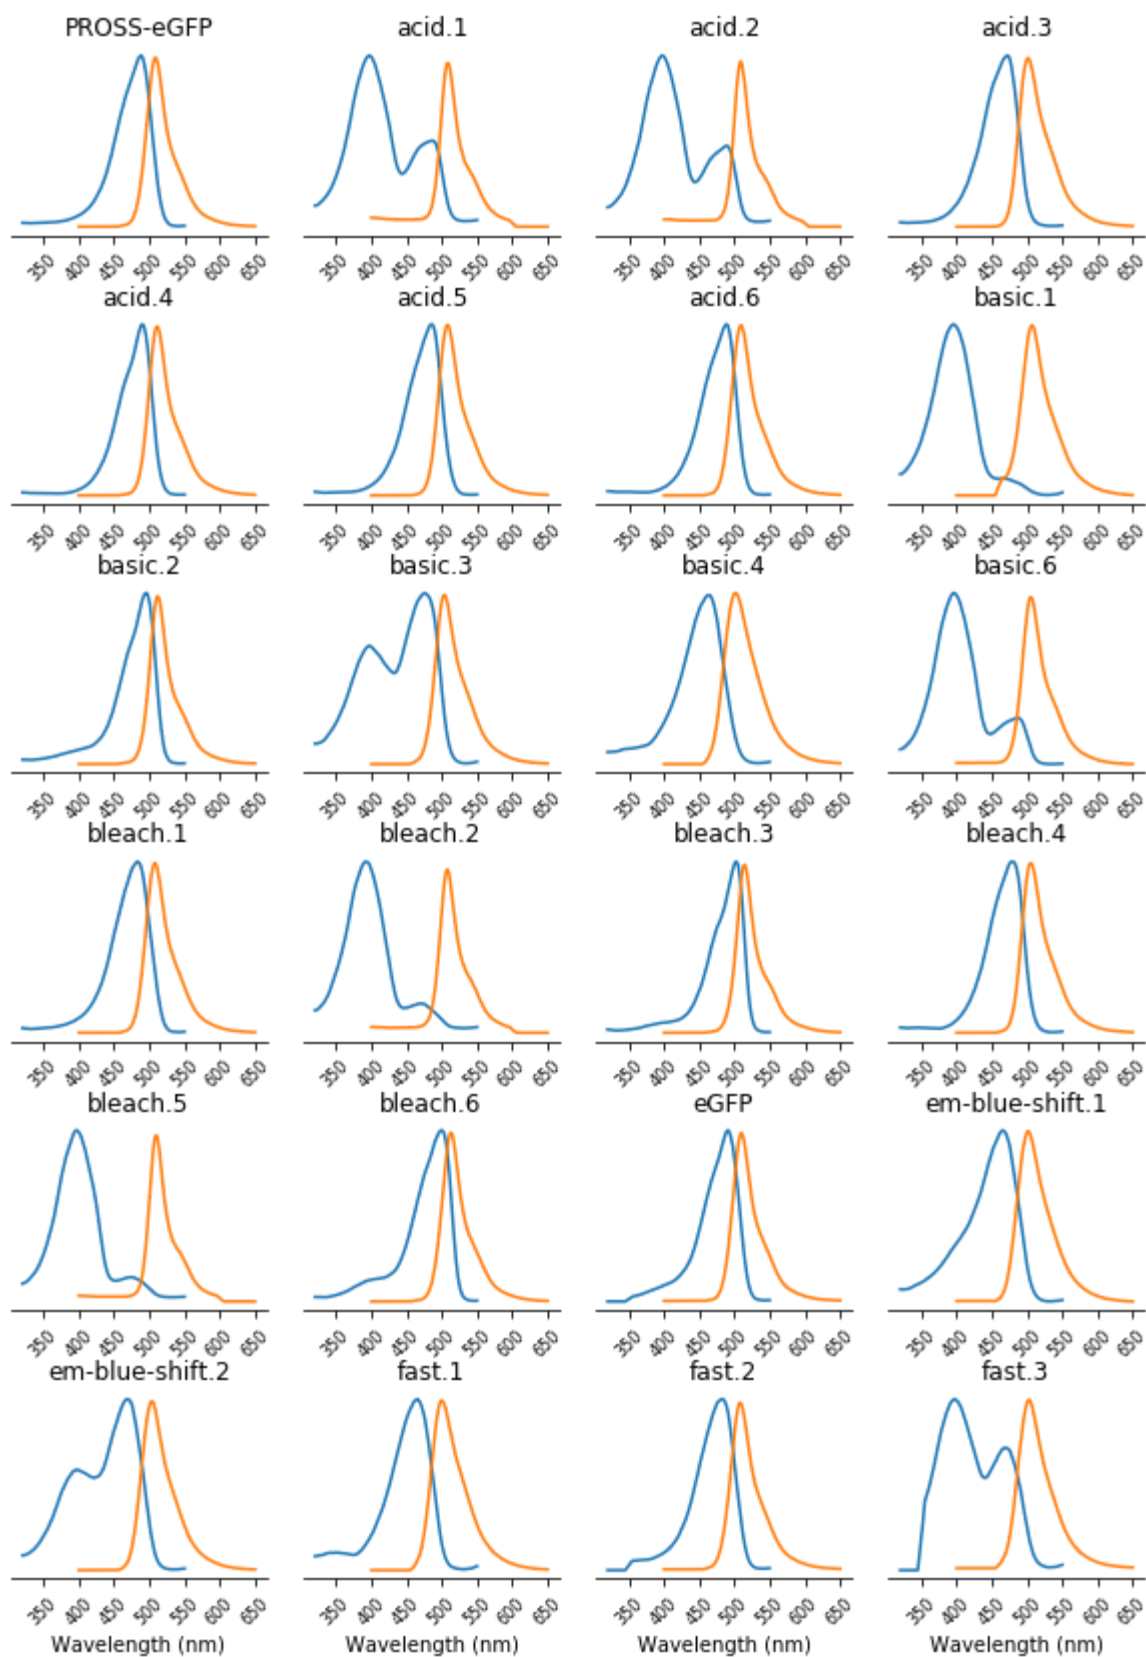 PROSS-eGFP acid.1 acid.2 acid.3
350 400 450 500 550 600 650 350 400 450 500 550 600 650 350 400 450 500 550 600 650 350 400 450 500 550 600 650
acid.4 acid.5 acid.6 basic.1
350 400 450 500 550 600 650 350 400 450 500 550 600 650 350 400 450 500 550 600 650 350 400 450 500 550 600 650
basic.2 basic.3 basic.4 basic.6
350 400 450 500 550 600 650 350 400 450 500 550 600 650 350 400 450 500 550 600 650 350 400 450 500 550 600 650
bleach.1 bleach.2 bleach.3 bleach.4
350 400 450 500 550 600 650 350 400 450 500 550 600 650 350 400 450 500 550 600 650 350 400 450 500 550 600 650
bleach.5 bleach.6 eGFP em-blue-shift.1
350 400 450 500 550 600 650 350 400 450 500 550 600 650 350 400 450 500 550 600 650 350 400 450 500 550 600 650
em-blue-shift.2 fast.1 fast.2 fast.3
350 400 450 500 550 600 650 350 400 450 500 550 600 650 350 400 450 500 550 600 650 350 400 450 500 550 600 650
Wavelength (nm) Wavelength (nm) Wavelength (nm) Wavelength (nm)